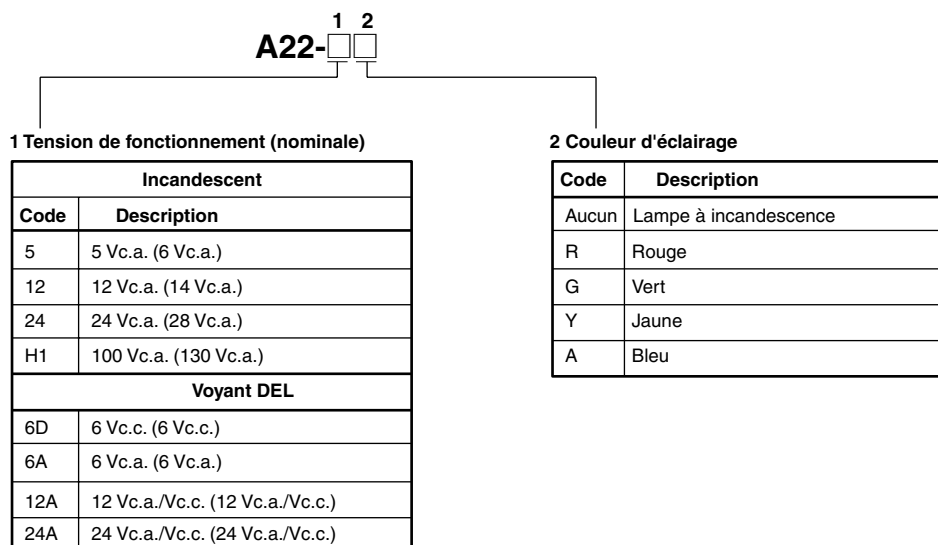 1 2
A22-□□
1 Tension de fonctionnement (nominale)
Incandescent
Code Description
5 5 Vc.a. (6 Vc.a.)
12 12 Vc.a. (14 Vc.a.)
24 24 Vc.a. (28 Vc.a.)
H1 100 Vc.a. (130 Vc.a.)
Voyant DEL
6D 6 Vc.c. (6 Vc.c.)
6A 6 Vc.a. (6 Vc.a.)
12A 12 Vc.a./Vc.c. (12 Vc.a./Vc.c.)
24A 24 Vc.a./Vc.c. (24 Vc.a./Vc.c.)
2 Couleur d'éclairage
Code Description
Aucun Lampe à incandescence
R Rouge
G Vert
Y Jaune
A Bleu